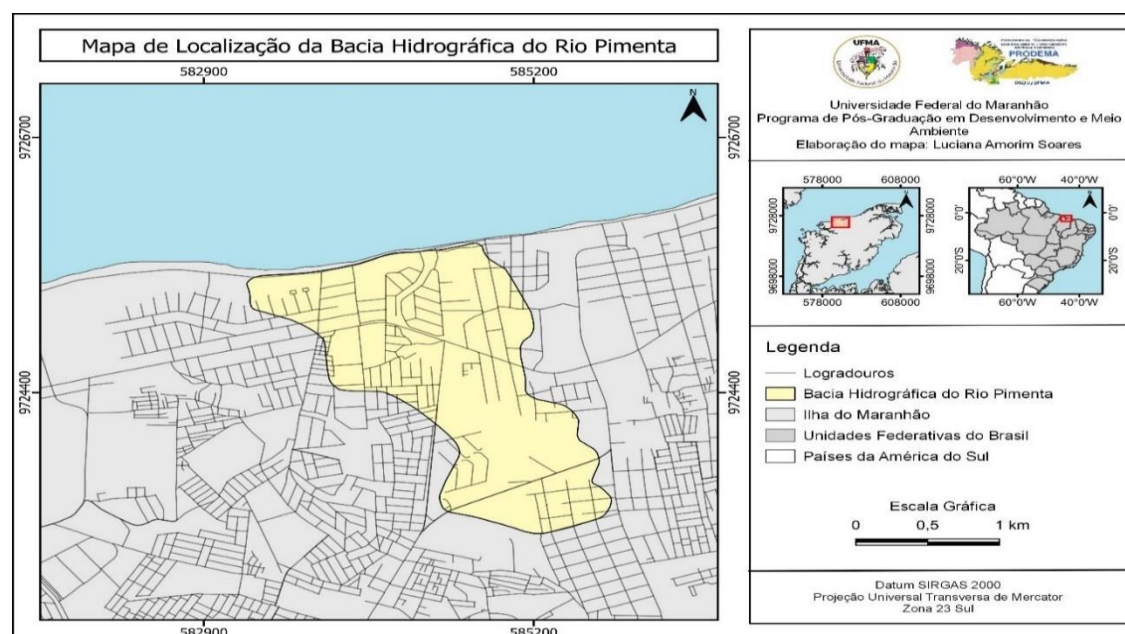 Mapa de Localização da Bacia Hidrográfica do Rio Pimenta
582900 585200
N
9726700 9726700
9724400 9724400
582900 585200
UFMA
PRODEMA
Universidade Federal do Maranhão
Programa de Pós-Graduação em Desenvolvimento e Meio
Ambiente
Elaboração do mapa: Luciana Amorim Soares
578000 608000
9728000 9728000
9698000 9698000
578000 608000
60°0'W 40°0'W
0°0' 0°0'
20°0'S 20°0'S
60°0'W 40°0'W
Legenda
Logradouros
Bacia Hidrográfica do Rio Pimenta
Ilha do Maranhão
Unidades Federativas do Brasil
Países da América do Sul
Escala Gráfica
0 0,5 1 km
Datum SIRGAS 2000
Projeção Universal Transversa de Mercator
Zona 23 Sul